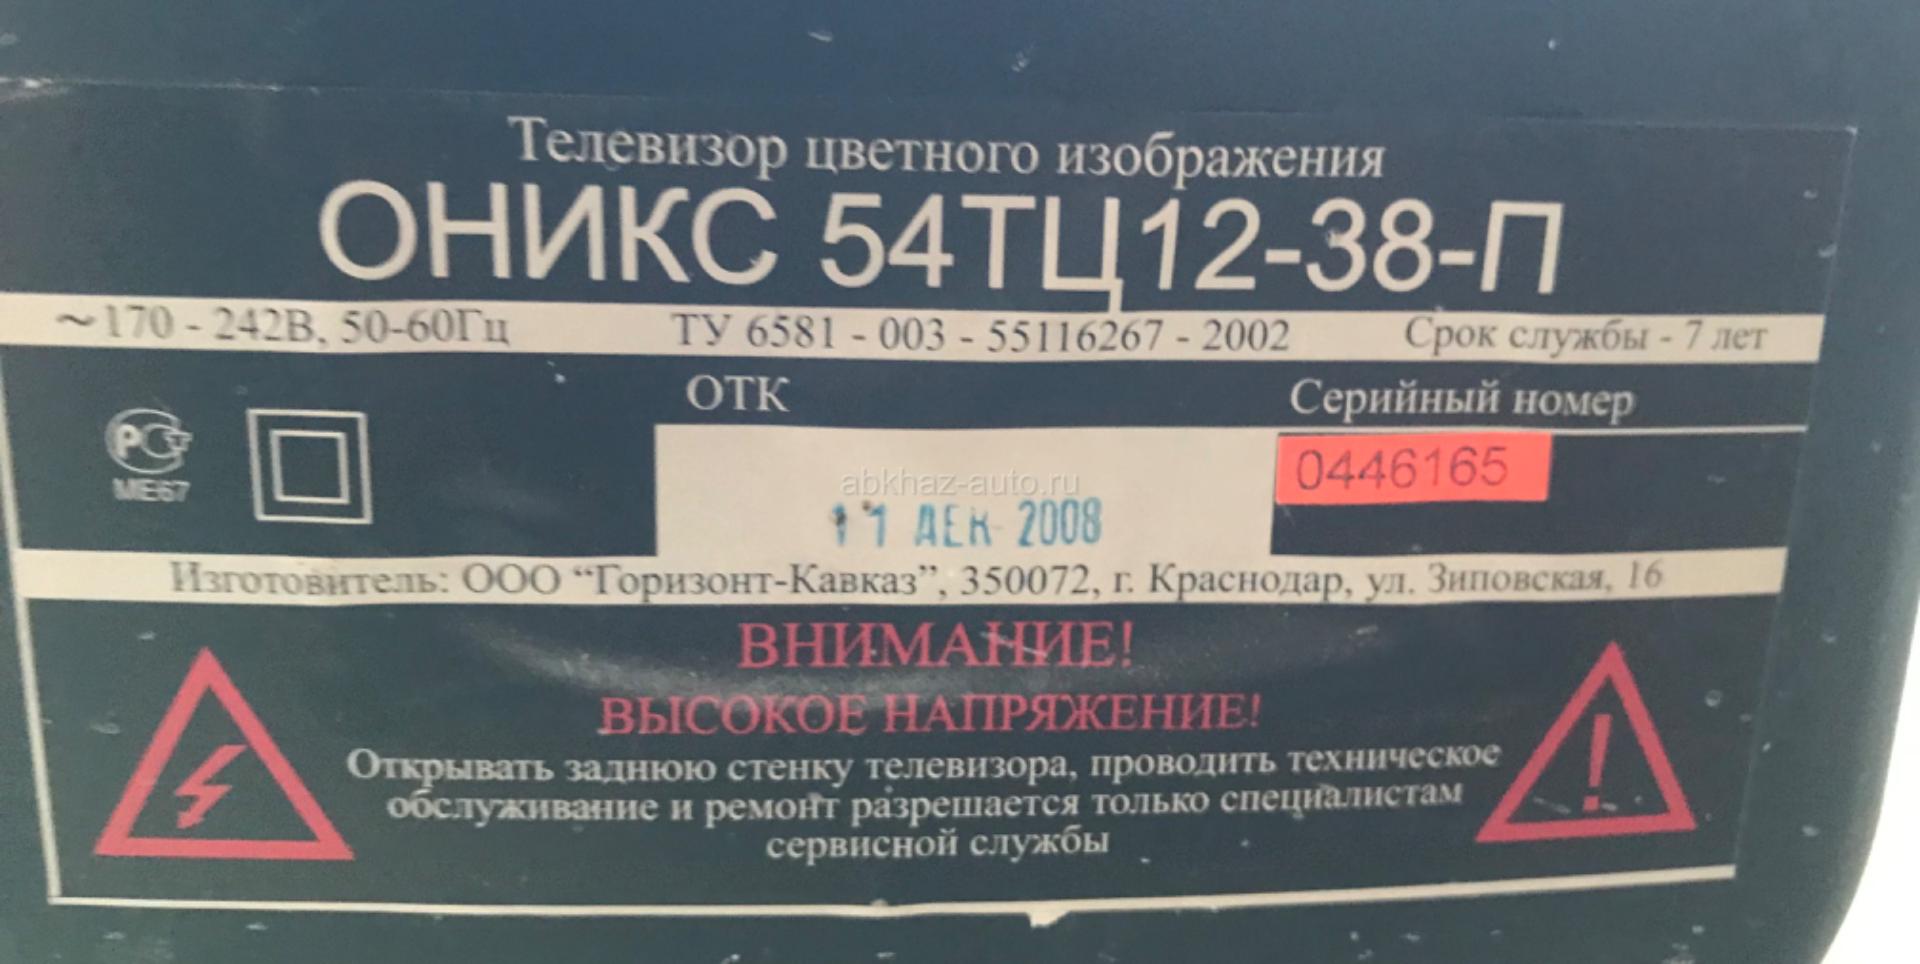 Телевизор цветного изображения
ОНИКС 54ТЦ12-38-П
~170 - 242В, 50-60Гц ТУ 6581 - 003 - 55116267 - 2002 Срок службы - 7 лет
ОТК Серийный номер
РСТ
МЕ67
0446165
abkhaz-auto.ru
11 ДЕК 2008
Изготовитель: ООО “Горизонт-Кавказ”, 350072, г. Краснодар, ул. Зиповская, 16
ВНИМАНИЕ!
ВЫСОКОЕ НАПРЯЖЕНИЕ!
Открывать заднюю стенку телевизора, проводить техническое
обслуживание и ремонт разрешается только специалистам
сервисной службы